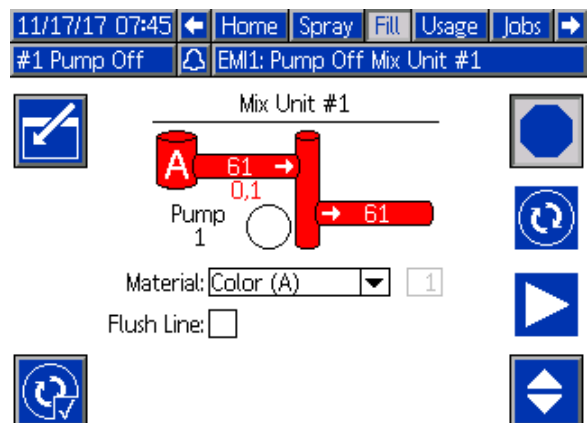 11/17/17 07:45 Home Spray Fill Usage Jobs
#1 Pump Off EMI1: Pump Off Mix Unit #1
Mix Unit #1
A 61
0,1
Pump
1
61
Material: Color (A) 1
Flush Line: